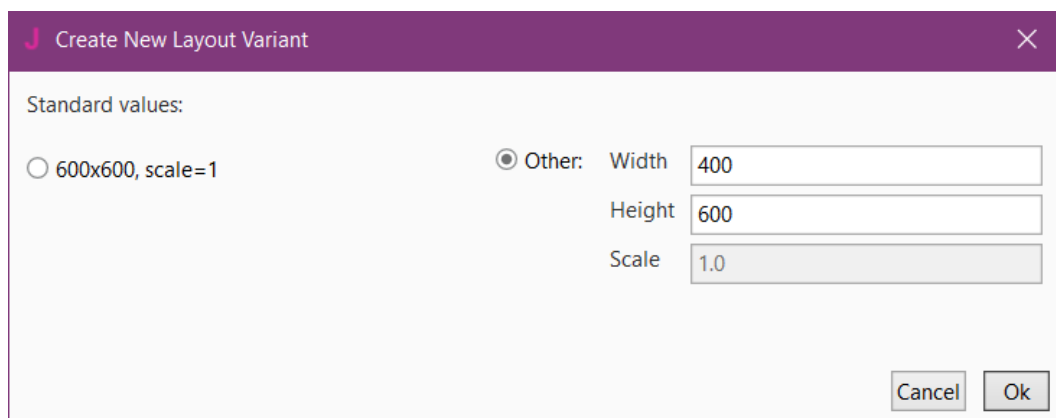 J Create New Layout Variant
Standard values:
600x600, scale=1
Other: Width 400
Height 600
Scale 1.0
Cancel Ok